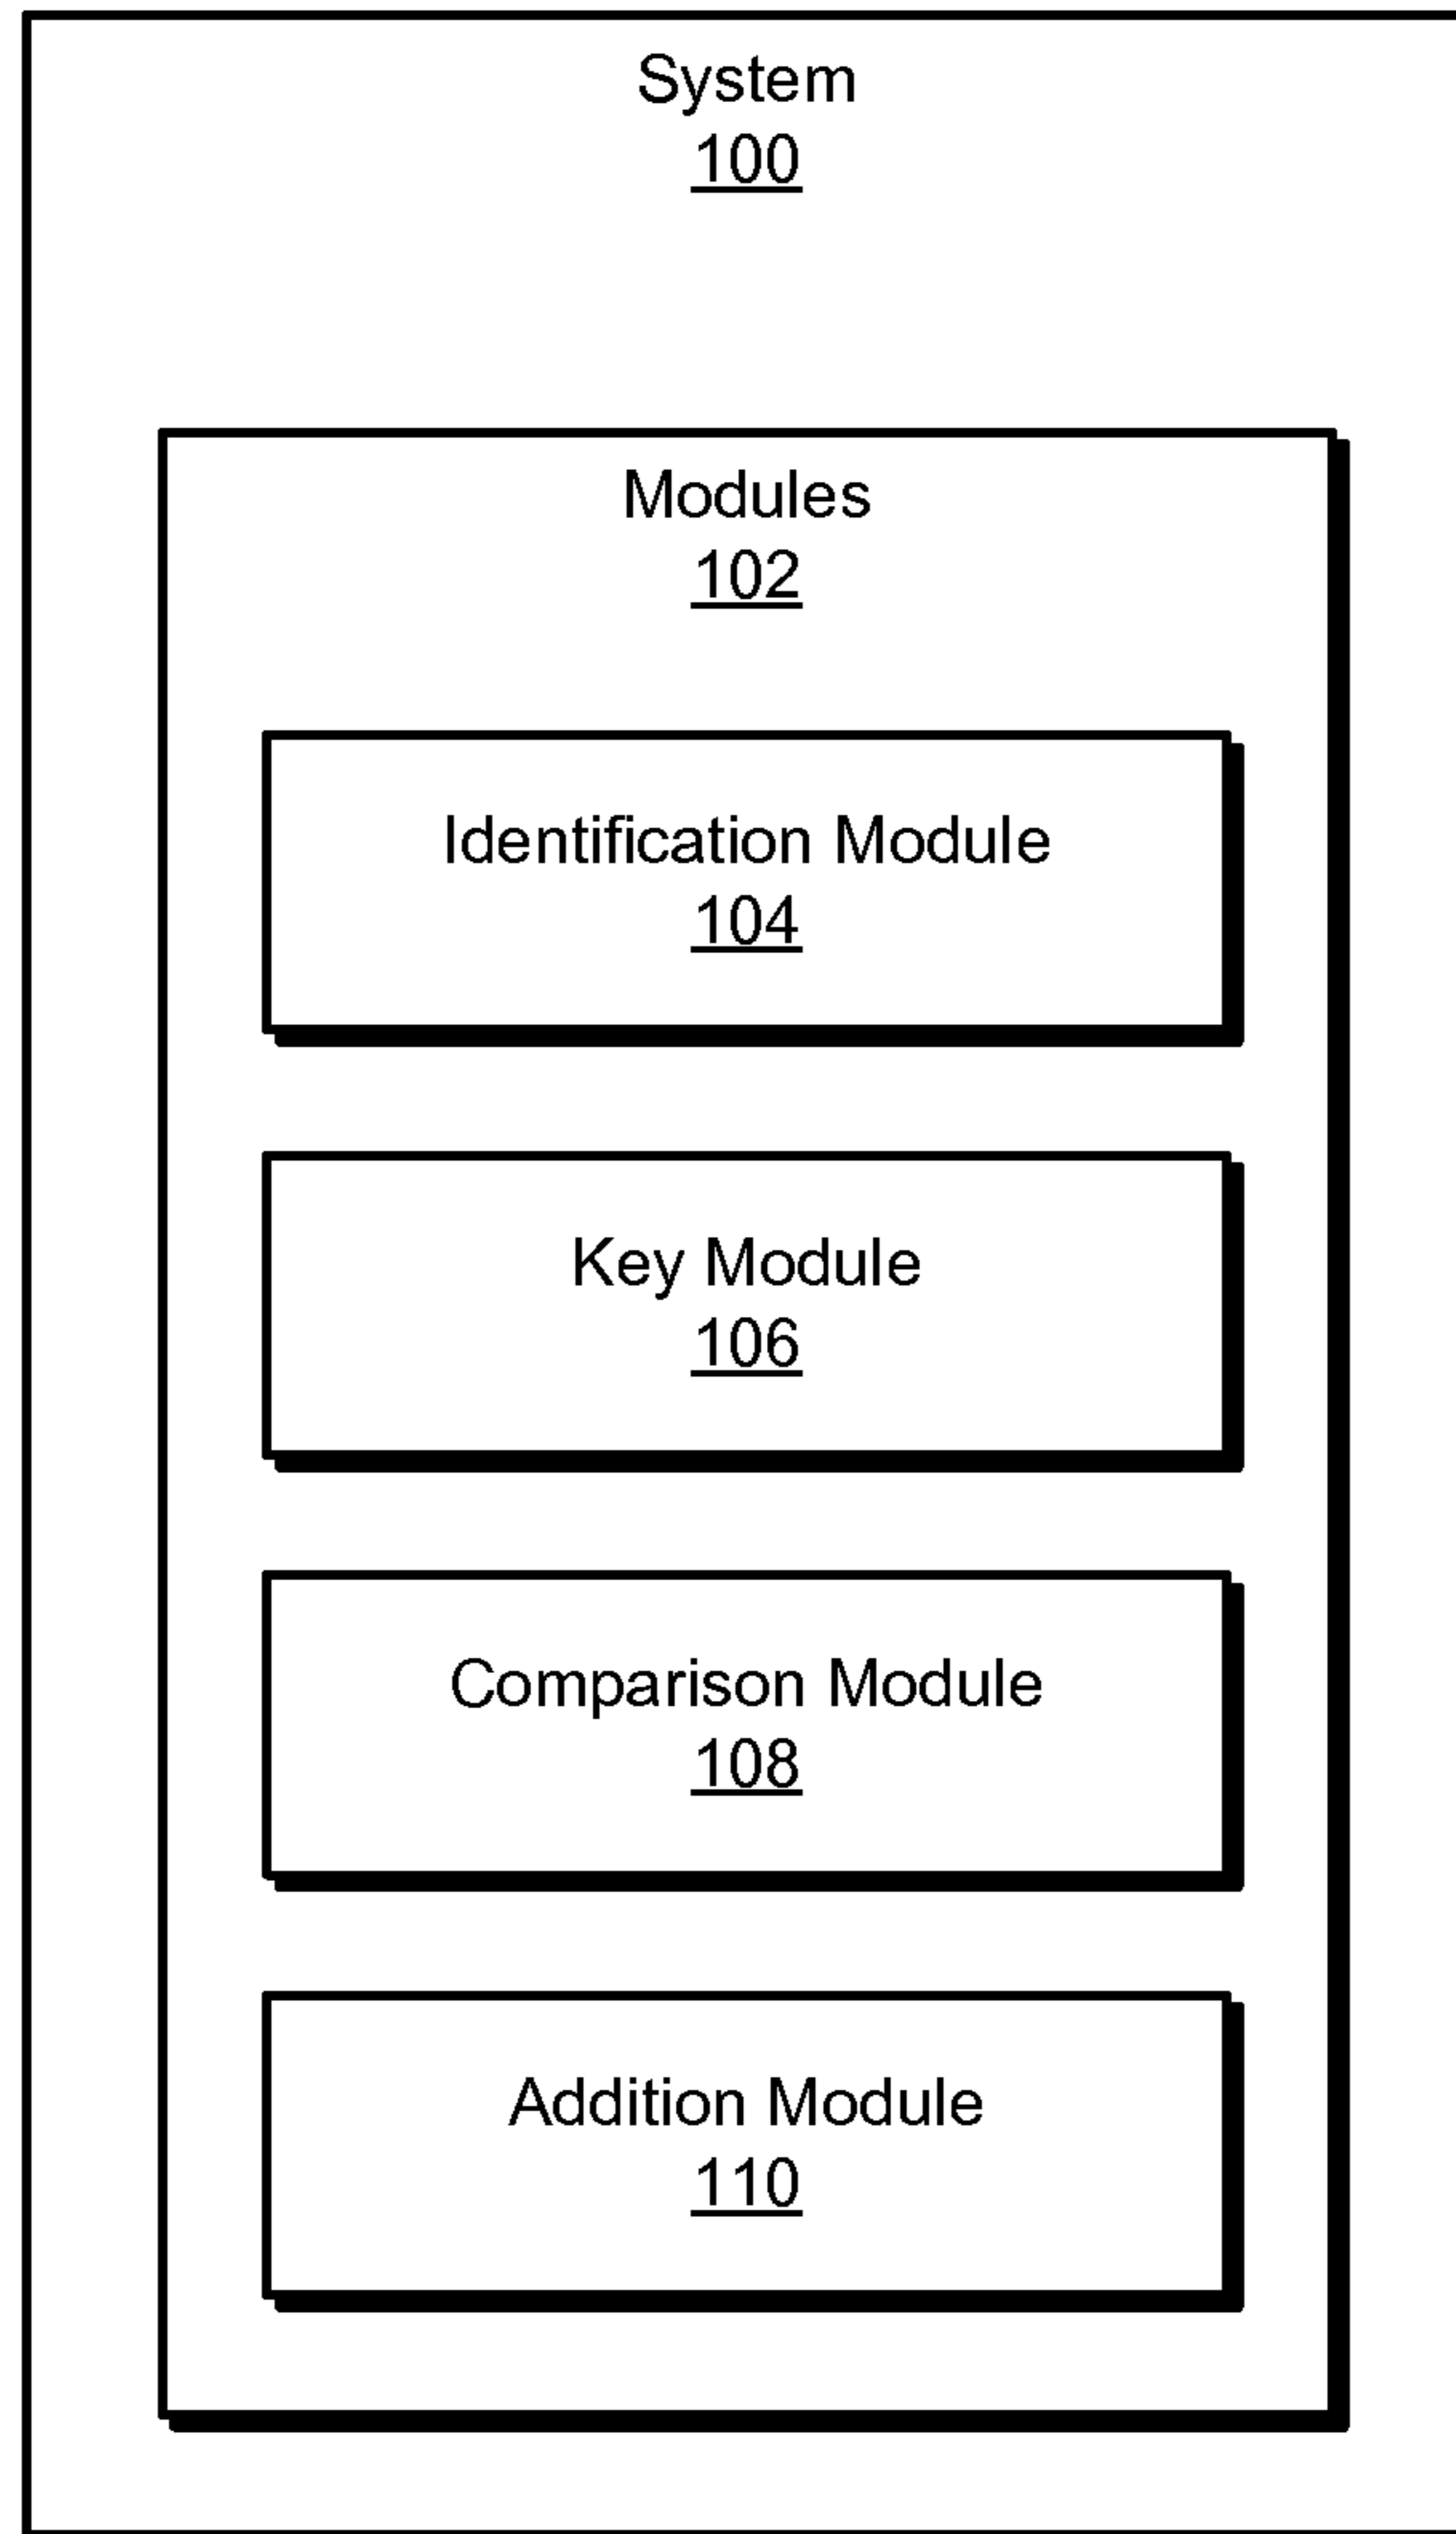 System
100
Modules
102
Identification Module
104
Key Module
106
Comparison Module
108
Addition Module
110